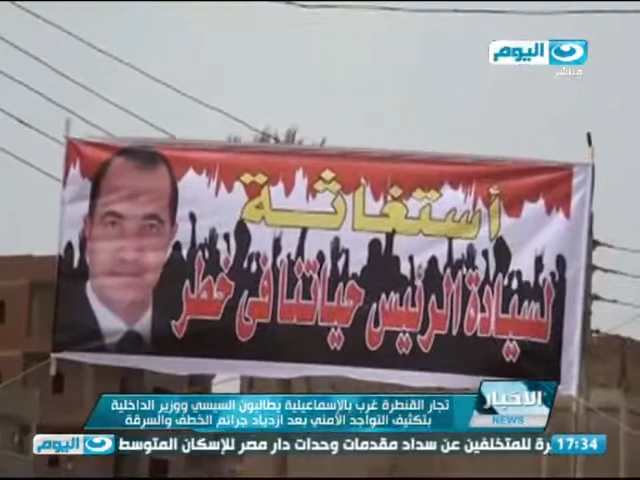 اليوم
مباشر
أستغاثة
لسيادة الرئيس حياتنا فى خطر
الأخبار
NEWS
تجار القنطرة غرب بالإسماعيلية يطالبون السيسي ووزير الداخلية
بتكثيف التواجد الأمني بعد ازدياد جرائم الخطف والسرقة
17:34
رة للمتخلفين عن سداد مقدمات وحدات دار مصر للإسكان المتوسط
اليوم